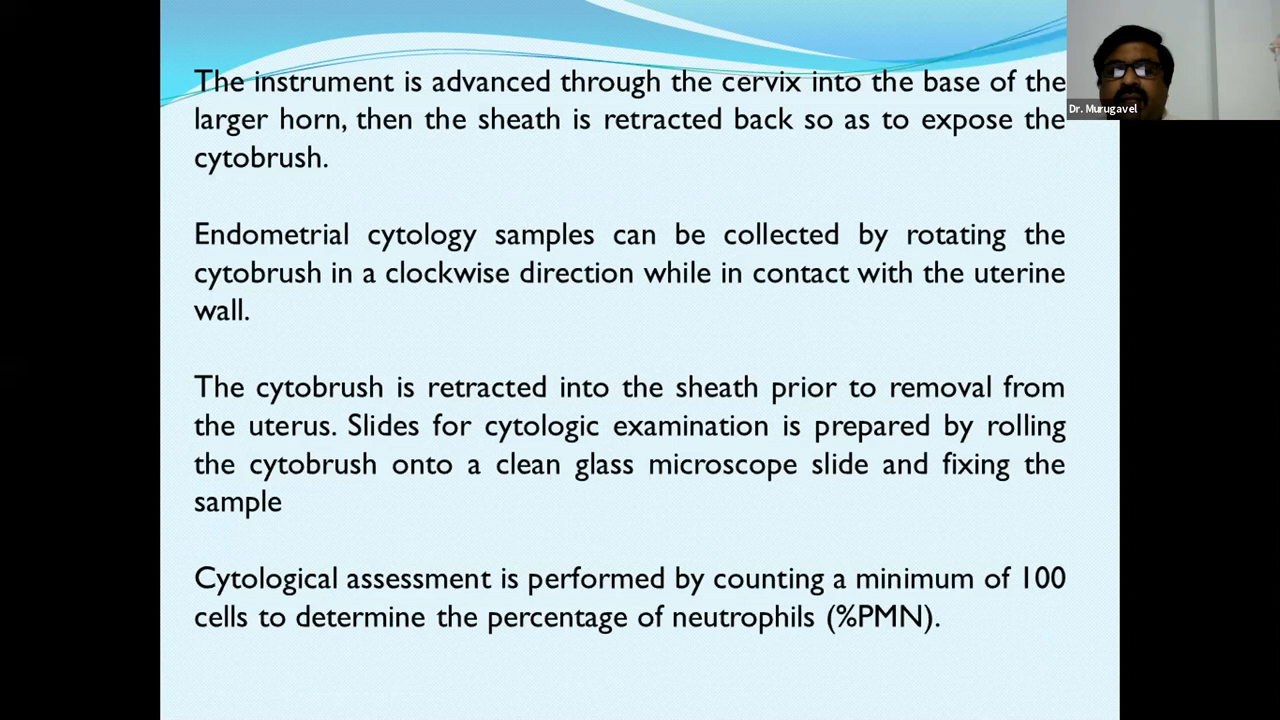 The instrument is advanced through the cervix into the base of the
larger horn, then the sheath is retracted back so as to expose the
cytobrush.
Dr. Murugavel
Endometrial cytology samples can be collected by rotating the
cytobrush in a clockwise direction while in contact with the uterine
wall.
The cytobrush is retracted into the sheath prior to removal from
the uterus. Slides for cytologic examination is prepared by rolling
the cytobrush onto a clean glass microscope slide and fixing the
sample
Cytological assessment is performed by counting a minimum of 100
cells to determine the percentage of neutrophils (%PMN).